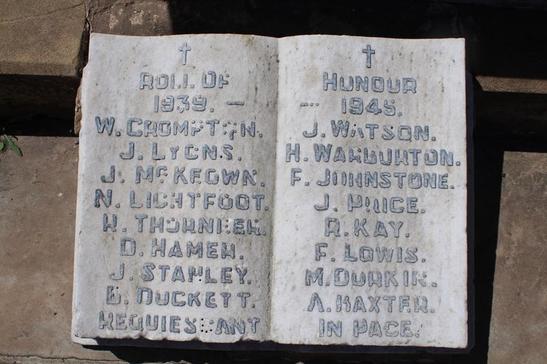 ✝
ROLL OF
1939. —
W. CROMPTON.
J. LYONS.
J. MCKEOWN.
N. LIGHTFOOT.
H. THORNBER.
D. HAMER.
J. STANLEY.
DUCKETT.
REQUIESCANT
✝
HONOUR
— 1945.
J. WATSON.
H. WARBURTON.
F. JOHNSTONE.
J. PRICE.
R. KAY.
F. LOWIS.
M. DURKIN.
A. BAXTER.
IN PACE.